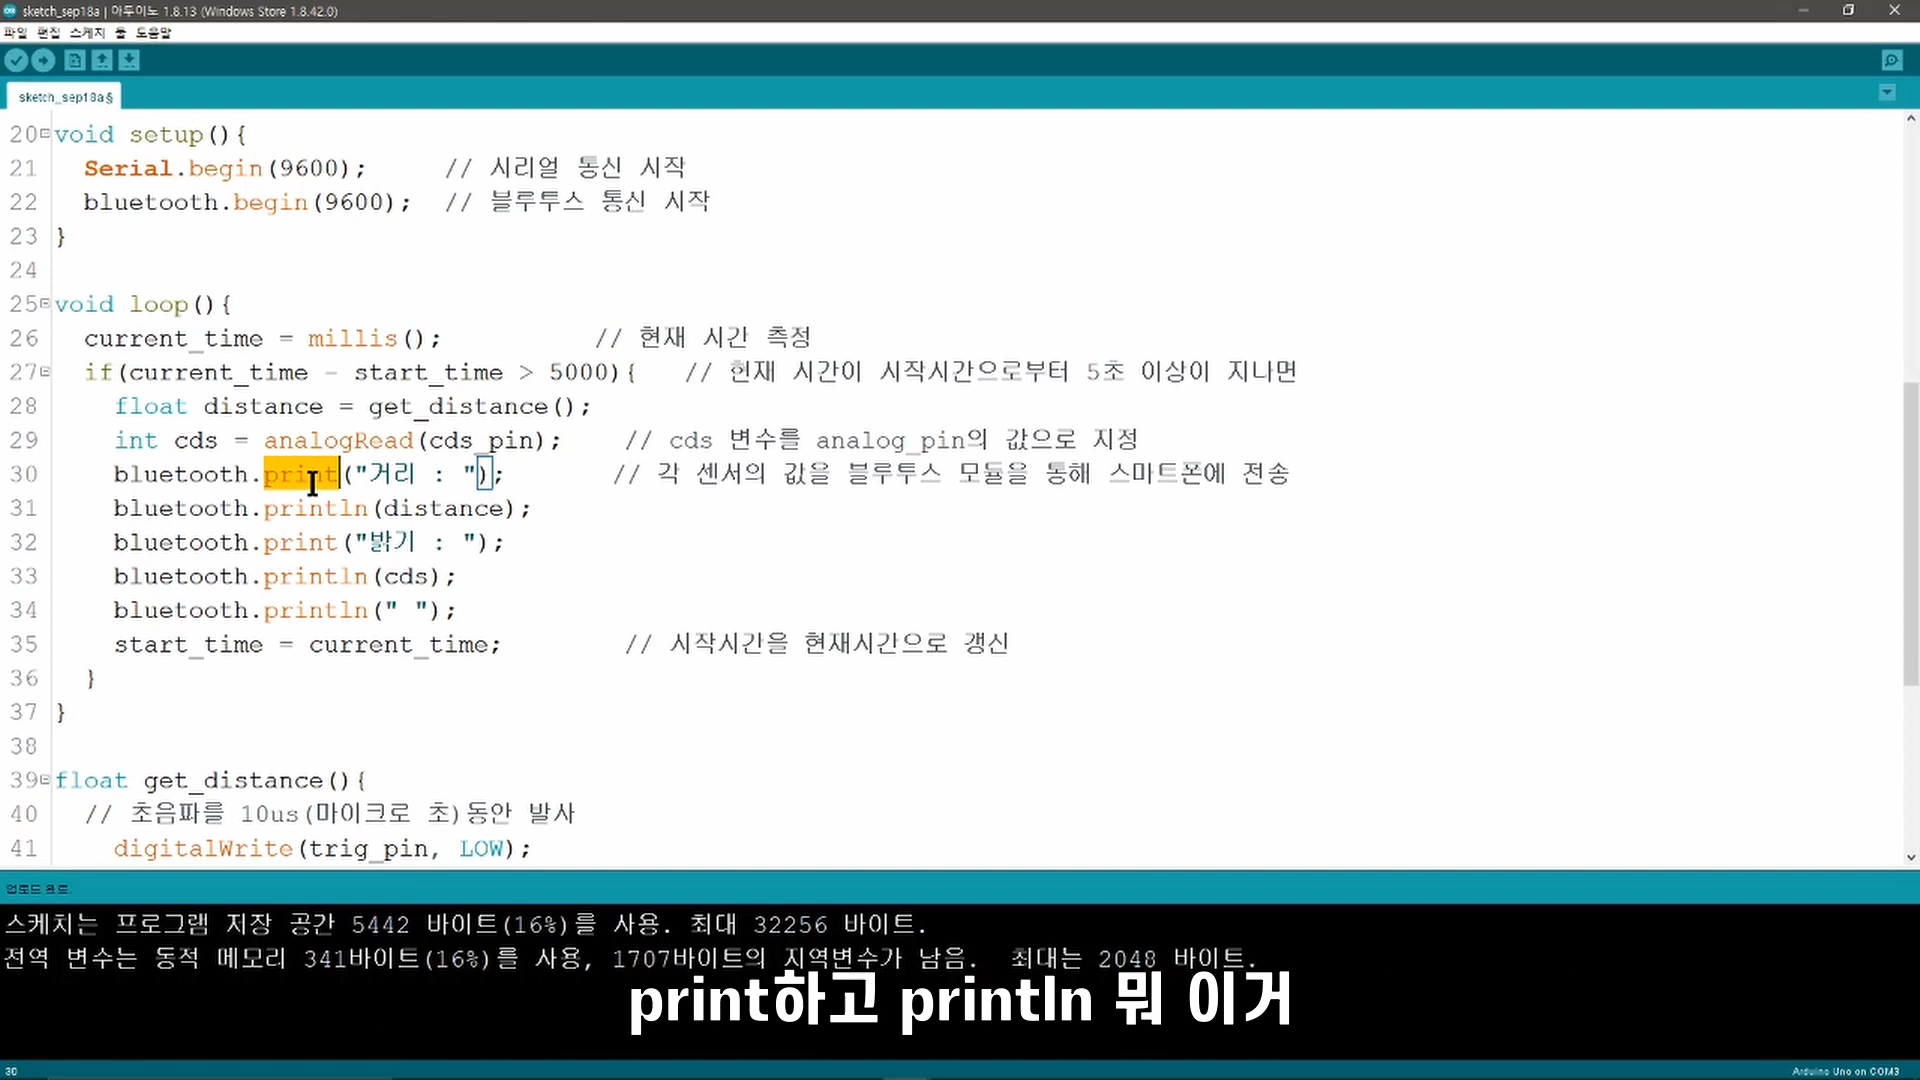 sketch_sep18a | 아두이노 1.8.13 (Windows Store 1.8.42.0)
파일 편집 스케치 툴 도움말
sketch_sep18a§
20 void setup(){
21 Serial.begin(9600); // 시리얼 통신 시작
22 bluetooth.begin(9600); // 블루투스 통신 시작
23 }
24
25 void loop(){
26 current_time = millis(); // 현재 시간 측정
27 if(current_time - start_time > 5000){ // 현재 시간이 시작시간으로부터 5초 이상이 지나면
28 float distance = get_distance();
29 int cds = analogRead(cds_pin); // cds 변수를 analog_pin의 값으로 지정
30 bluetooth.print("거리 : "); // 각 센서의 값을 블루투스 모듈을 통해 스마트폰에 전송
31 bluetooth.println(distance);
32 bluetooth.print("밝기 : ");
33 bluetooth.println(cds);
34 bluetooth.println(" ");
35 start_time = current_time; // 시작시간을 현재시간으로 갱신
36 }
37 }
38
39 float get_distance(){
40 // 초음파를 10us(마이크로 초)동안 발사
41 digitalWrite(trig_pin, LOW);
업로드 완료.
스케치는 프로그램 저장 공간 5442 바이트(16%)를 사용. 최대 32256 바이트.
전역 변수는 동적 메모리 341바이트(16%)를 사용, 1707바이트의 지역변수가 남음. 최대는 2048 바이트.
print하고 println 뭐 이거
30
Arduino Uno on COM3